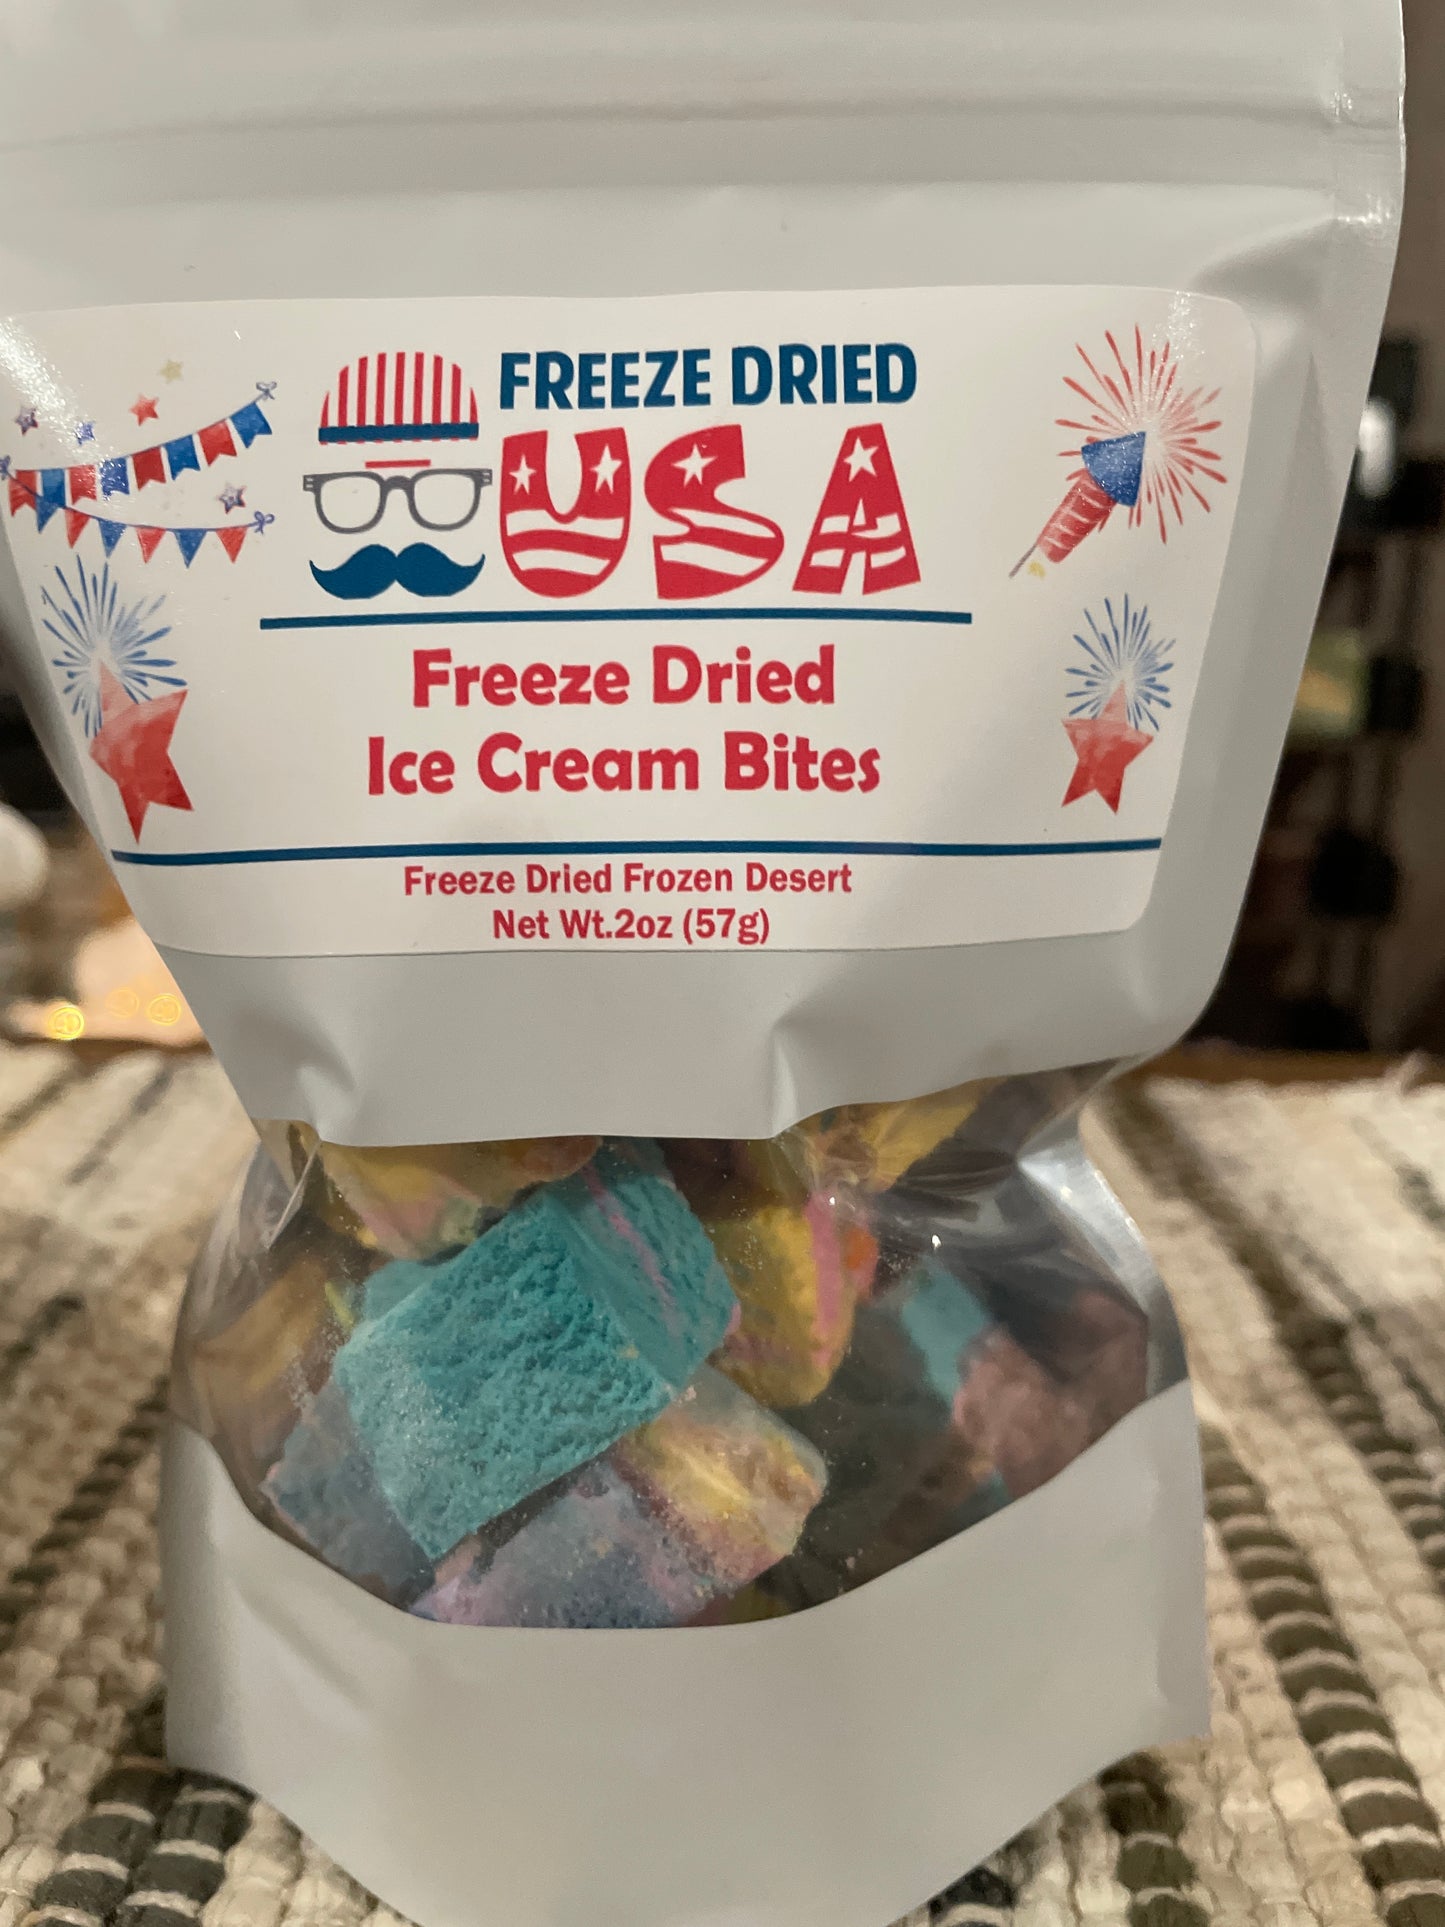 FREEZE DRIED
USA
Freeze Dried
Ice Cream Bites
Freeze Dried Frozen Desert
Net Wt.2oz (57g)